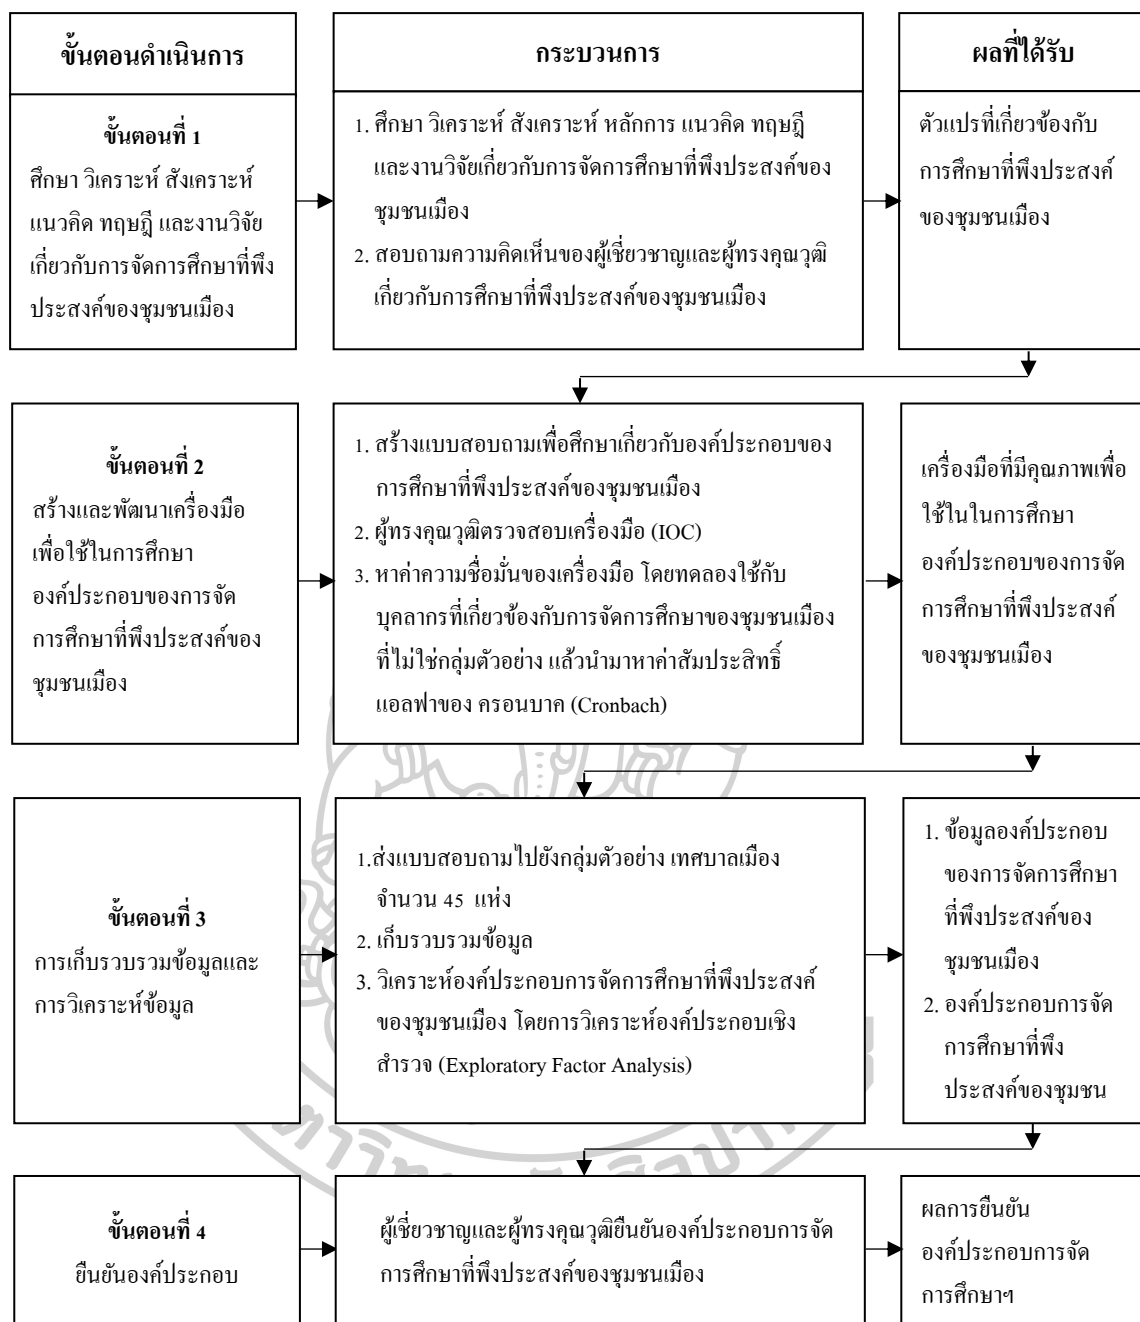 ขั้นตอนดำเนินการ
กระบวนการ
ผลที่ได้รับ
ขั้นตอนที่ 1
ศึกษา วิเคราะห์ สังเคราะห์
แนวคิด ทฤษฎี และงานวิจัย
เกี่ยวกับการจัดการศึกษาที่พึง
ประสงค์ของชุมชนเมือง
1. ศึกษา วิเคราะห์ สังเคราะห์ หลักการ แนวคิด ทฤษฎี
และงานวิจัยเกี่ยวกับการจัดการศึกษาที่พึงประสงค์ของ
ชุมชนเมือง
2. สอบถามความคิดเห็นของผู้เชี่ยวชาญและผู้ทรงคุณวุฒิ
เกี่ยวกับการศึกษาที่พึงประสงค์ของชุมชนเมือง
ตัวแปรที่เกี่ยวข้องกับ
การศึกษาที่พึงประสงค์
ของชุมชนเมือง
ขั้นตอนที่ 2
สร้างและพัฒนาเครื่องมือ
เพื่อใช้ในการศึกษา
องค์ประกอบของการจัด
การศึกษาที่พึงประสงค์ของ
ชุมชนเมือง
1. สร้างแบบสอบถามเพื่อศึกษาเกี่ยวกับองค์ประกอบของ
การศึกษาที่พึงประสงค์ของชุมชนเมือง
2. ผู้ทรงคุณวุฒิตรวจสอบเครื่องมือ (IOC)
3. หาค่าความชื่อมั่นของเครื่องมือ โดยทดลองใช้กับ
บุคลากรที่เกี่ยวข้องกับการจัดการศึกษาของชุมชนเมือง
ที่ไม่ใช่กลุ่มตัวอย่าง แล้วนำมาหาค่าสัมประสิทธิ์
แอลฟาของ ครอนบาค (Cronbach)
เครื่องมือที่มีคุณภาพเพื่อ
ใช้ในในการศึกษา
องค์ประกอบของการจัด
การศึกษาที่พึงประสงค์
ของชุมชนเมือง
ขั้นตอนที่ 3
การเก็บรวบรวมข้อมูลและ
การวิเคราะห์ข้อมูล
1.ส่งแบบสอบถามไปยังกลุ่มตัวอย่าง เทศบาลเมือง
จำนวน 45 แห่ง
2. เก็บรวบรวมข้อมูล
3. วิเคราะห์องค์ประกอบการจัดการศึกษาที่พึงประสงค์
ของชุมชนเมือง โดยการวิเคราะห์องค์ประกอบเชิง
สำรวจ (Exploratory Factor Analysis)
1. ข้อมูลองค์ประกอบ
ของการจัดการศึกษา
ที่พึงประสงค์ของ
ชุมชนเมือง
2. องค์ประกอบการจัด
การศึกษาที่พึง
ประสงค์ของชุมชน
ขั้นตอนที่ 4
ยืนยันองค์ประกอบ
ผู้เชี่ยวชาญและผู้ทรงคุณวุฒิยืนยันองค์ประกอบการจัด
การศึกษาที่พึงประสงค์ของชุมชนเมือง
ผลการยืนยัน
องค์ประกอบการจัด
การศึกษาฯ